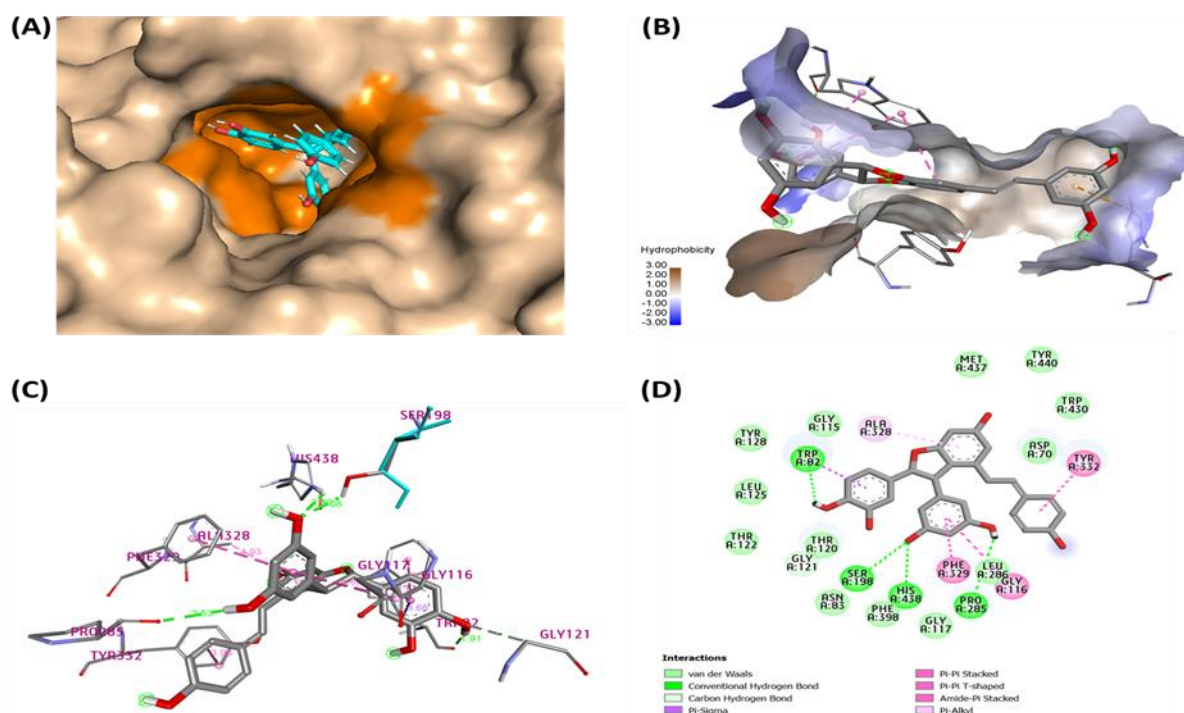 (A)
(B)
Hydrophobicity
3.00
2.00
1.00
0.00
-1.00
-2.00
-3.00
(C)
SER198
HIS438
GLY117
GLY116
PRO285
TYR332
GLY121
(D)
MET
A:437
TYR
A:440
TRP
A:430
GLY
A:115
ALA
A:328
TYR
A:128
TRP
A:82
ASP
A:70
TYR
A:332
LEU
A:125
THR
A:122
THR
A:120
GLY
A:121
SER
A:198
PHE
A:329
LEU
A:286
GLY
A:116
ASN
A:83
HIS
A:438
PRO
A:285
PHE
A:398
GLY
A:117
Interactions
van der Waals
Conventional Hydrogen Bond
Carbon Hydrogen Bond
Pi-Sigma
Pi-Pi Stacked
Pi-Pi T-shaped
Amide-Pi Stacked
Pi-Alkyl